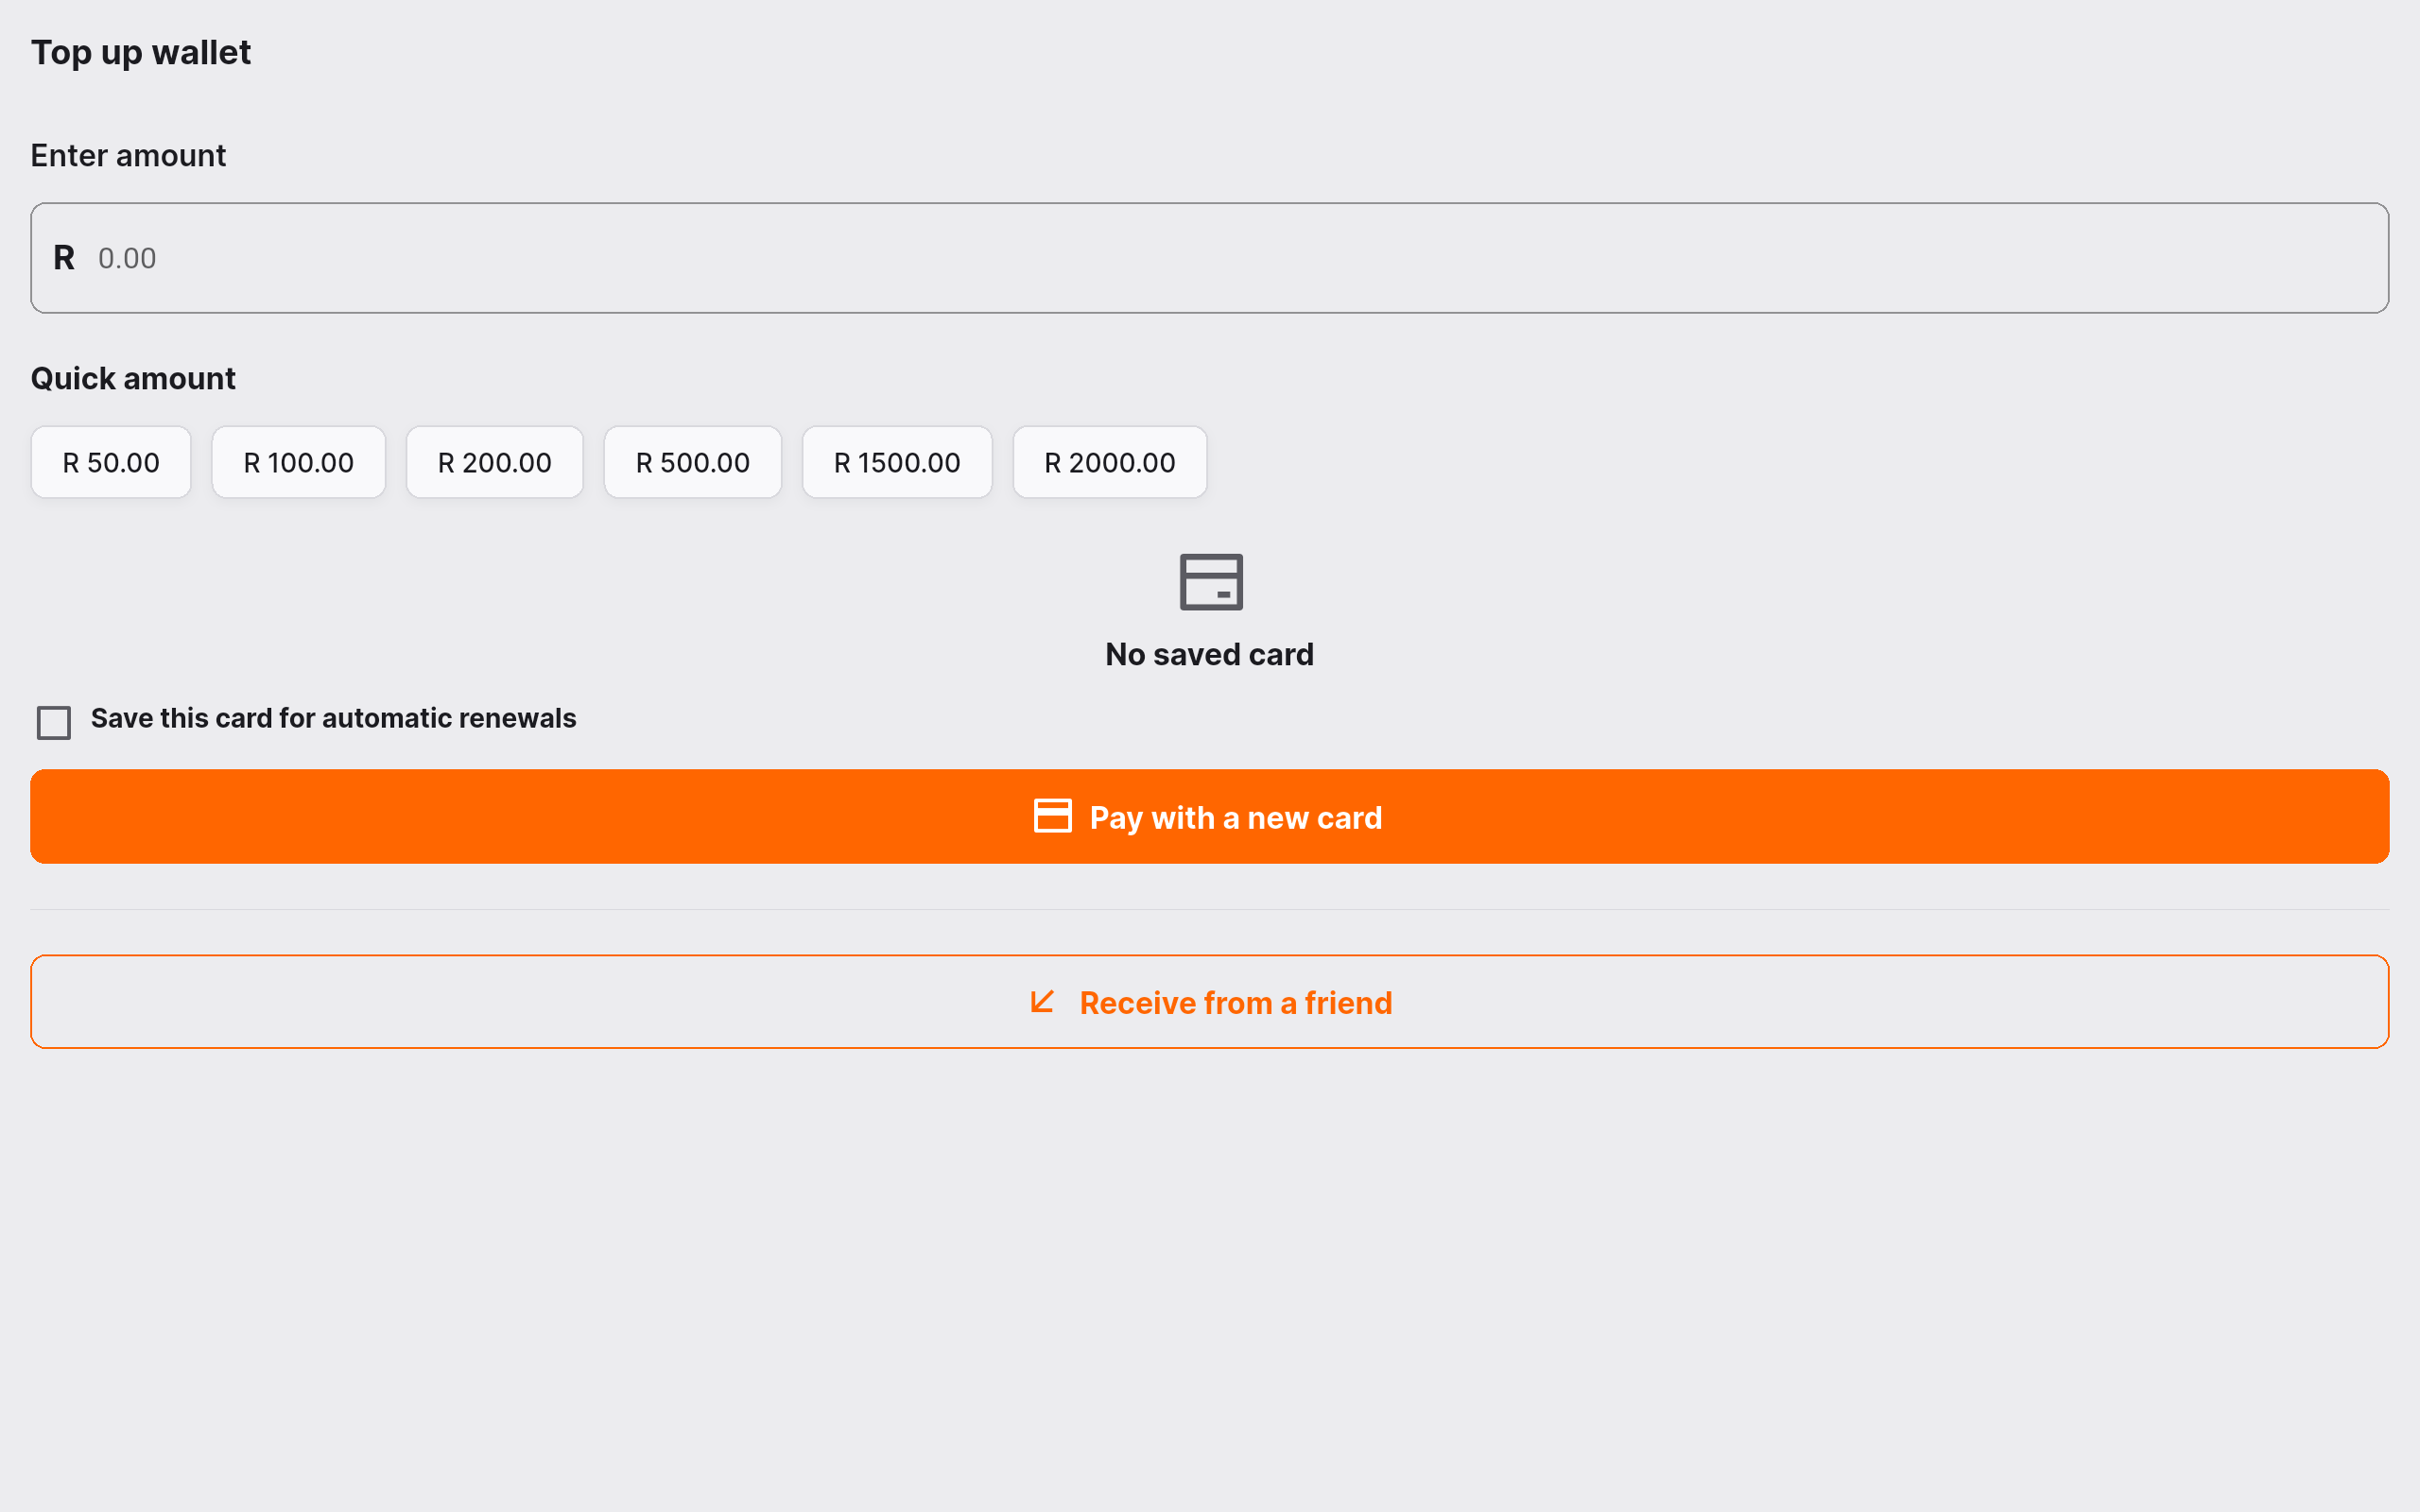 Top up wallet
Enter amount
R 0.00
Quick amount
R 50.00 R 100.00 R 200.00 R 500.00 R 1500.00 R 2000.00
No saved card
Save this card for automatic renewals
Pay with a new card
Receive from a friend